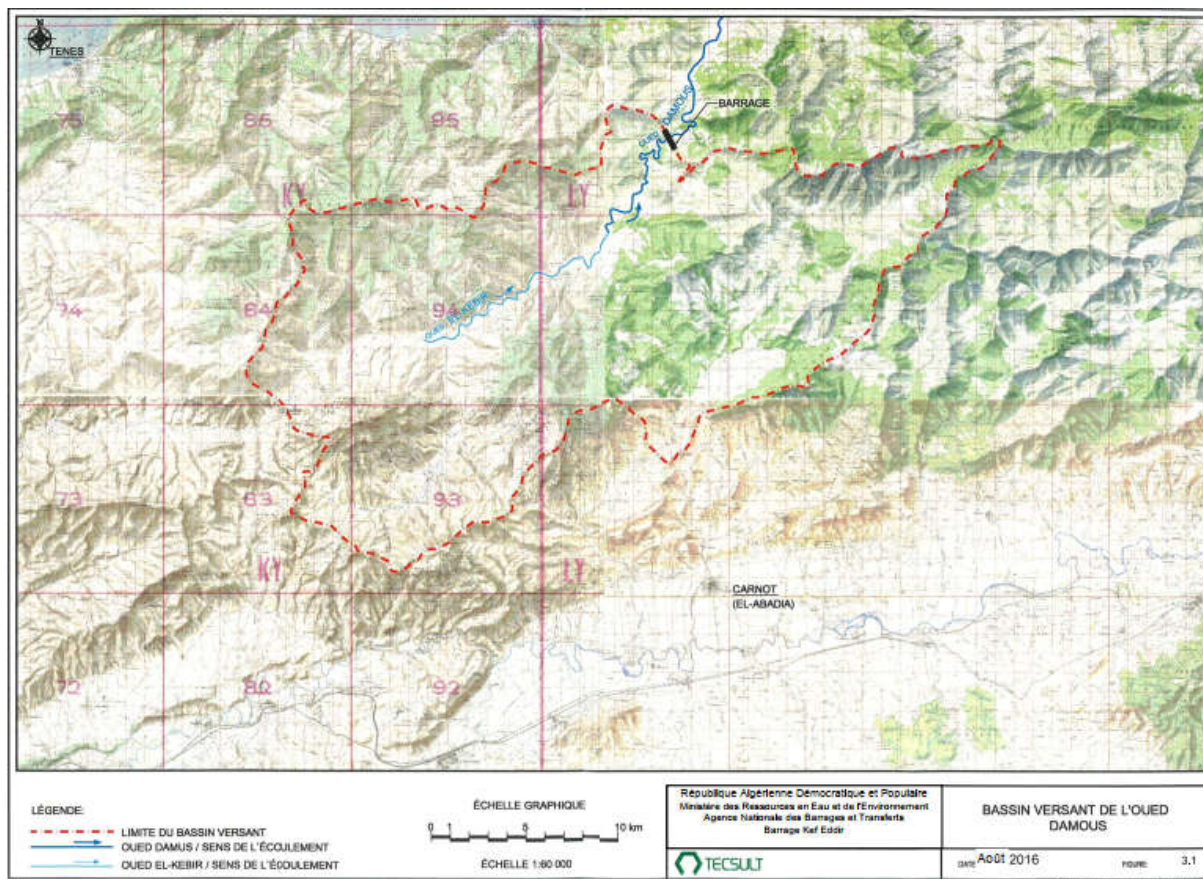 N
TENES
75
85
95
OUED DAMOUS
BARRAGE
KY
LY
74
84
94
OUED EL-KEBIR
73
83
93
KY
LY
CARNOT
(EL-ABADIA)
72
82
92
LÉGENDE:
LIMITE DU BASSIN VERSANT
OUED DAMUS / SENS DE L'ÉCOULEMENT
OUED EL-KEBIR / SENS DE L'ÉCOULEMENT
ÉCHELLE GRAPHIQUE
0 1 5 10 km
ÉCHELLE 1:60 000
République Algérienne Démocratique et Populaire
Ministère des Ressources en Eau et de l'Environnement
Agence Nationale des Barrages et Transferts
Barrage Kef Eddir
TECSULT
BASSIN VERSANT DE L'OUED
DAMOUS
DATE Août 2016
FIGURE: 3.1